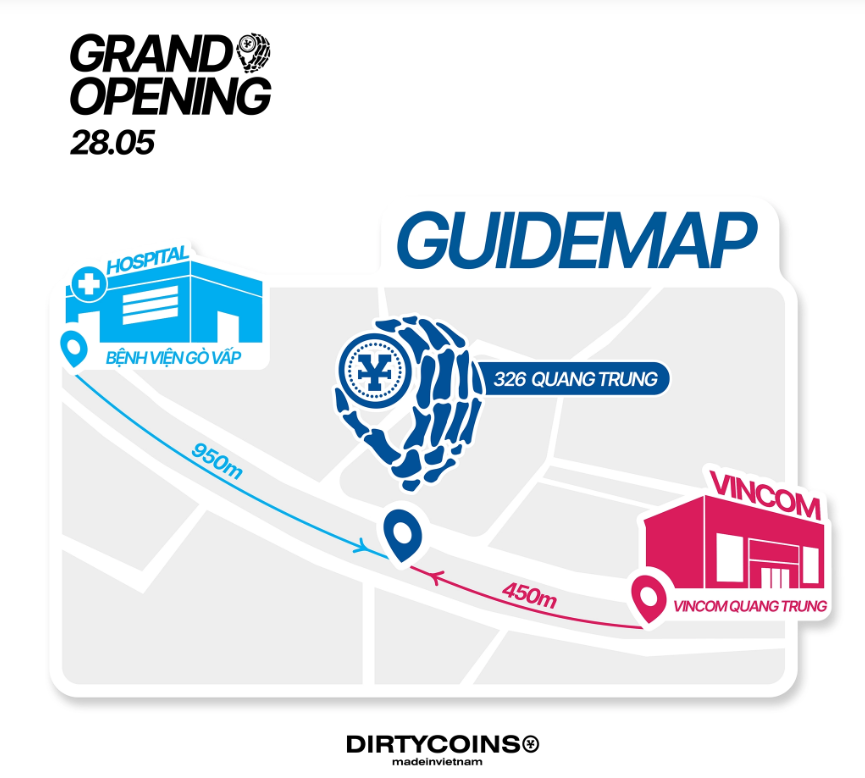 GRAND
OPENING
28.05
GUIDEMAP
HOSPITAL
BỆNH VIỆN GÒ VẤP
¥
326 QUANG TRUNG
950m
VINCOM
450m
VINCOM QUANG TRUNG
DIRTYCOINS
madeinvietnam